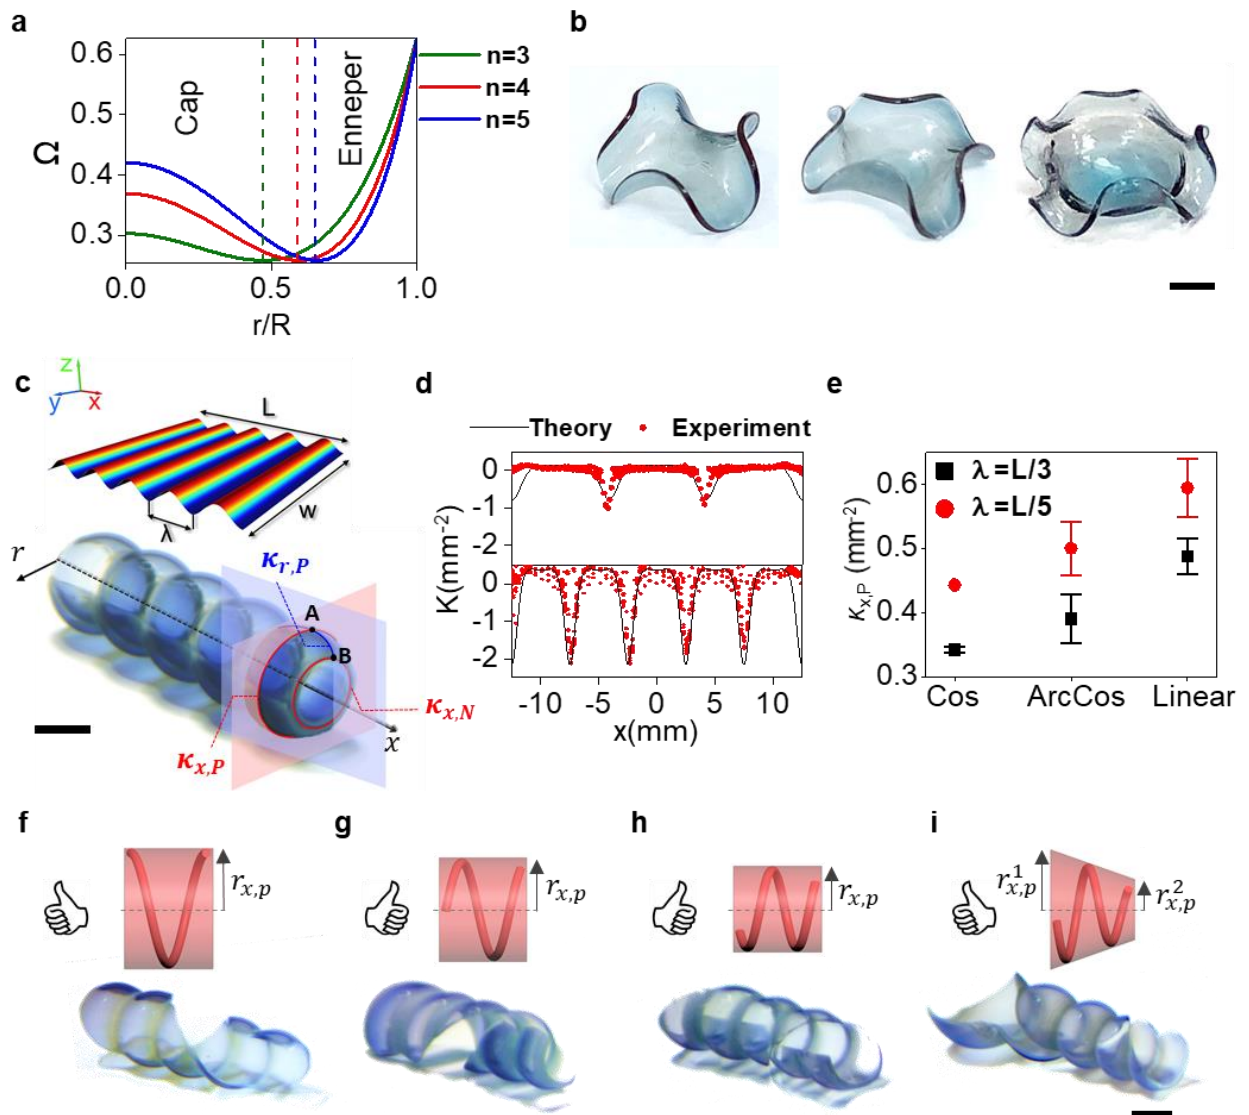 a
Ω
0.6
0.5
0.4
0.3
Cap
Enneper
n=3
n=4
n=5
0.0
0.5
1.0
r/R
b
c
z
y
x
L
w
λ
r
κr,P
A
B
κx,N
κx,P
x
d
Theory
Experiment
K(mm-2)
0
-1
-2
0
-1
-2
-10
-5
0
5
10
x(mm)
e
κx,P (mm-2)
0.6
0.5
0.4
0.3
λ=L/3
λ=L/5
Cos
ArcCos
Linear
f
rx,p
g
rx,p
h
rx,p
i
r1x,p
r2x,p